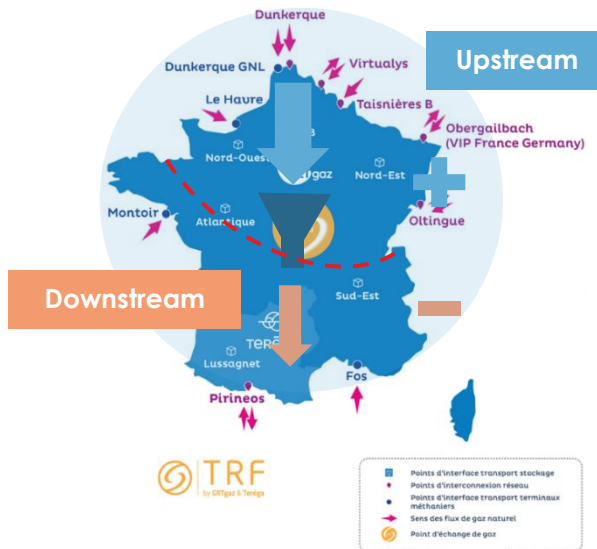 Dunkerque
Upstream
Dunkerque GNL
Virtualys
Le Havre
Taisnières B
Obergailbach
(VIP France Germany)
B
Nord-Ouest
gaz
Nord-Est
Montoir
Atlantique
Oltingue
Downstream
Sud-Est
Lussagnet
Fos
Pirineos
TRF
by GRTgaz & Teréga
Points d'interface transport stockage
Points d'interconnexion réseau
Points d'interface transport terminaux
méthaniers
Sens des flux de gaz naturel
Point d'échange de gaz